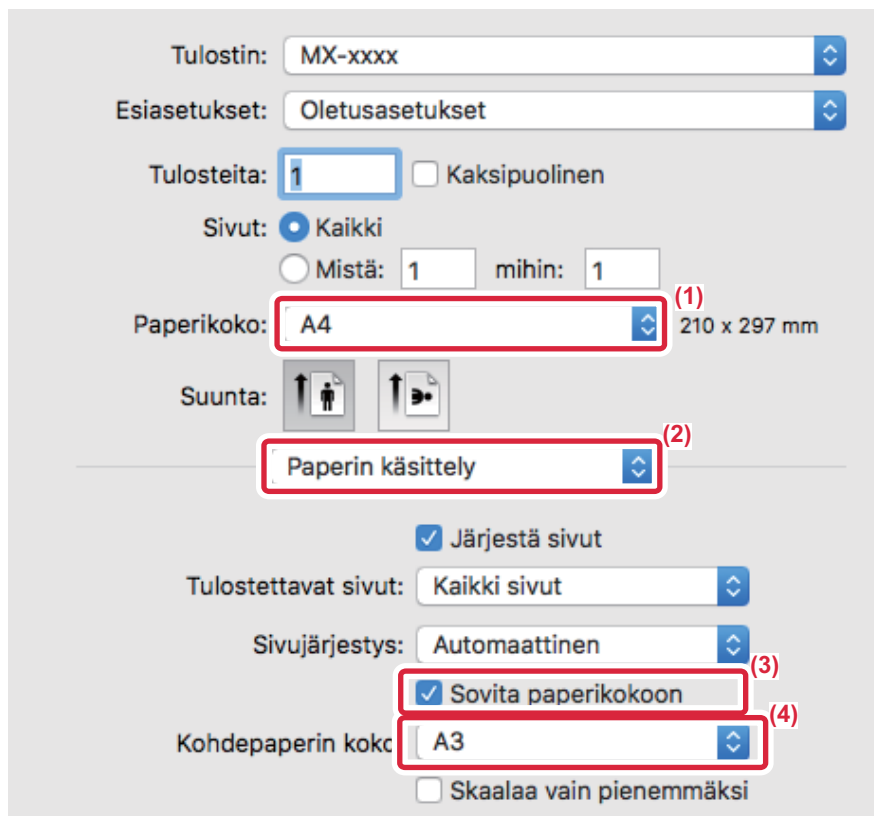 Tulostin: MX-xxxx
Esiasetukset: Oletusasetukset
Tulosteita: 1 Kaksipuolinen
Sivut: Kaikki
Mistä: 1 mihin: 1
(1)
Paperikoko: A4 210 x 297 mm
Suunta:
(2)
Paperin käsittely
Järjestä sivut
Tulostettavat sivut: Kaikki sivut
Sivujärjestys: Automaattinen
(3)
Sovita paperikokoon
(4)
Kohdepaperin koko A3
Skaalaa vain pienemmäksi